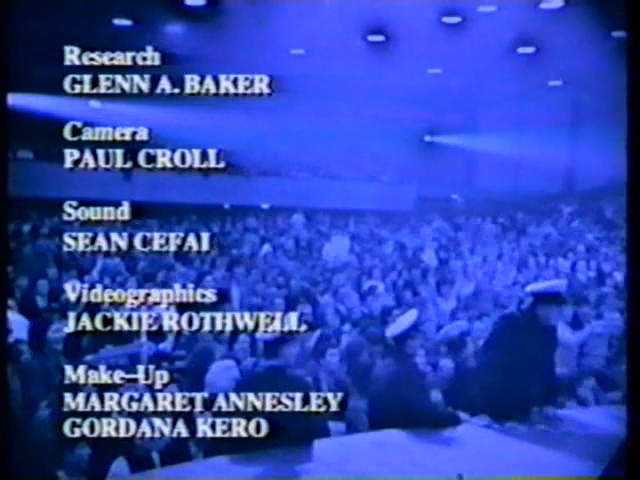 Research
GLENN A. BAKER
Camera
PAUL CROLL
Sound
SEAN CEFAI
Videographics
JACKIE ROTHWELL
Make-Up
MARGARET ANNESLEY
GORDANA KERO